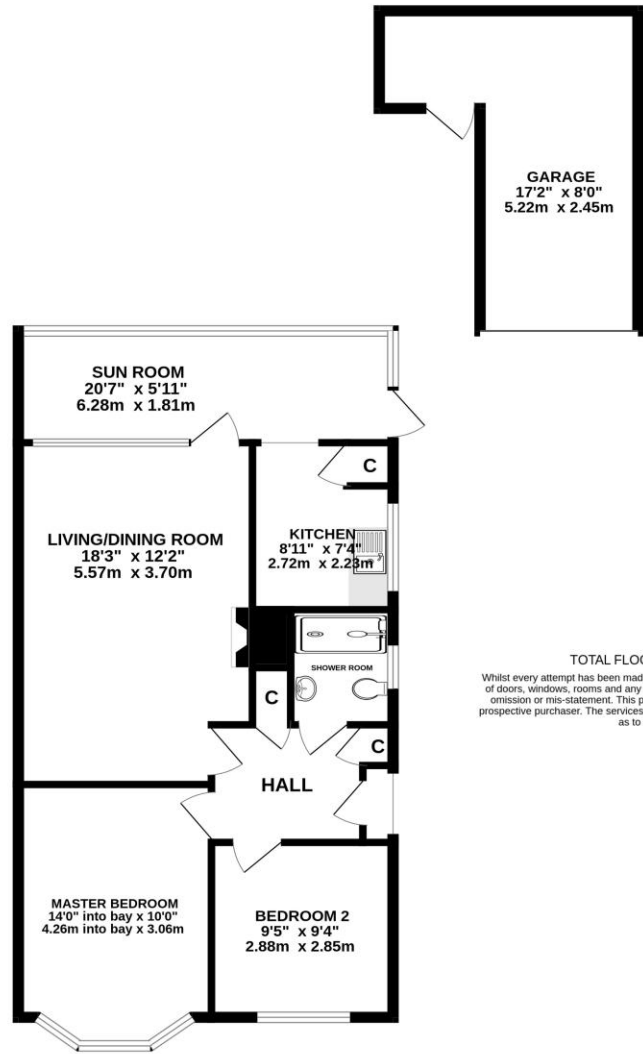 GARAGE
17'2" x 8'0"
5.22m x 2.45m
SUN ROOM
20'7" x 5'11"
6.28m x 1.81m
C
LIVING/DINING ROOM
18'3" x 12'2"
5.57m x 3.70m
KITCHEN
8'11" x 7'4"
2.72m x 2.23m
TOTAL FLOO
Whilst every attempt has been mad
of doors, windows, rooms and any
omission or mis-statement. This p
prospective purchaser. The services
as to
SHOWER ROOM
C
C
HALL
MASTER BEDROOM
14'0" into bay x 10'0"
4.26m into bay x 3.06m
BEDROOM 2
9'5" x 9'4"
2.88m x 2.85m